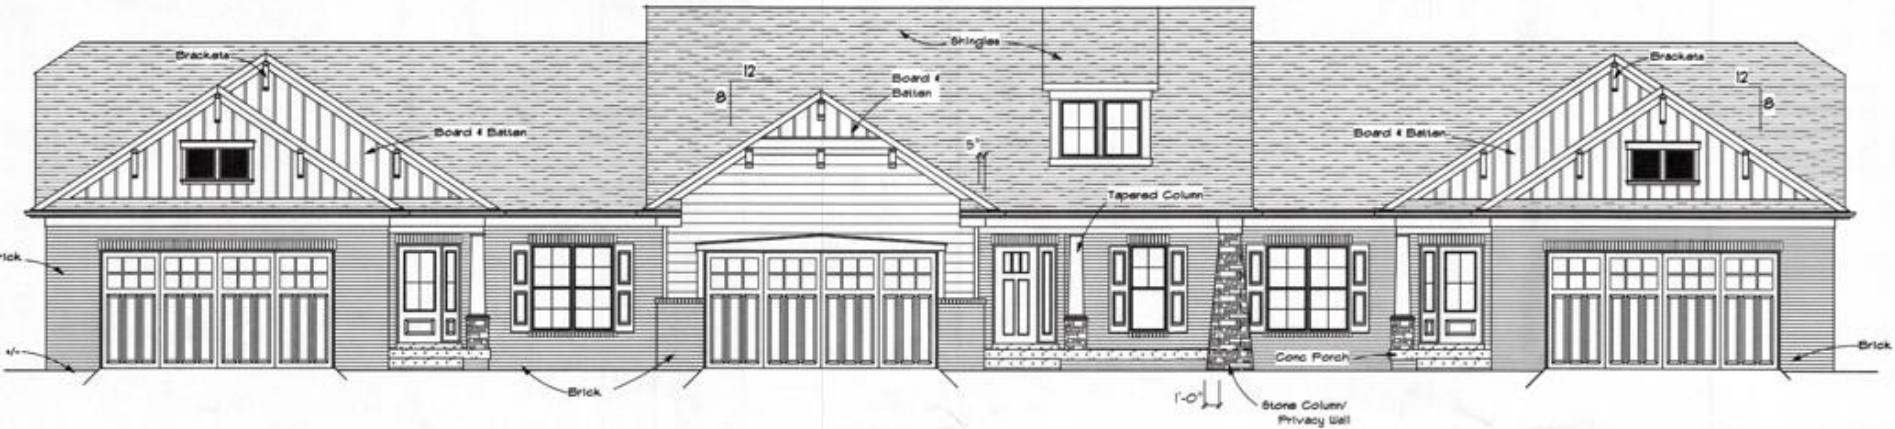 Shingles
Brackets
Brackets
12
8
Board &
Batten
12
8
Board & Batten
Board & Batten
5"
Tapered Column
Brick
Conc Porch
Brick
Brick
1'-0"
Stone Column/
Privacy Wall